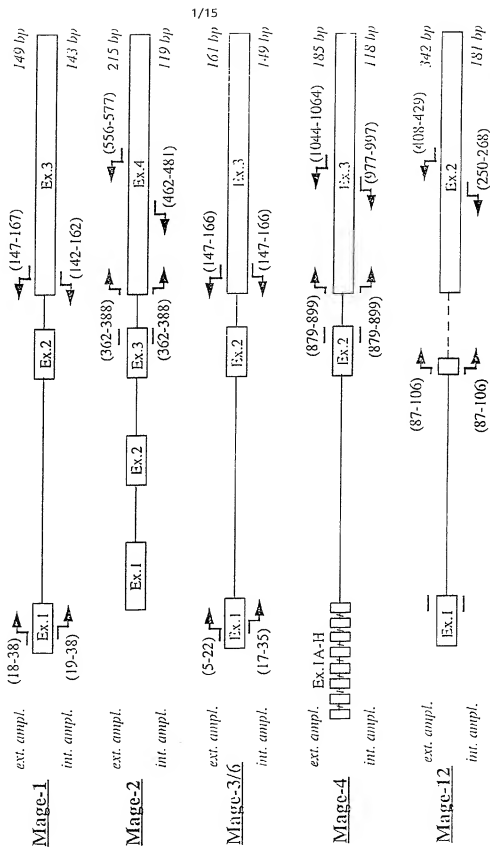 1/15
Mage-1
ext. ampl.
(18-38)
(147-167)
149 bp
Ex.1
Ex.2
Ex.3
int. ampl.
(19-38)
(142-162)
143 bp
Mage-2
ext. ampl.
(362-388)
(556-577)
215 bp
Ex.1
Ex.2
Ex.3
Ex.4
int. ampl.
(362-388)
(462-481)
119 bp
Mage-3/6
ext. ampl.
(5-22)
(147-166)
161 bp
Ex.1
Ex.2
Ex.3
int. ampl.
(17-35)
(147-166)
149 bp
Mage-4
ext. ampl.
(879-899)
(1044-1064)
185 bp
Ex.1A-H
Ex.2
Ex.3
int. ampl.
(879-899)
(977-997)
118 bp
Mage-12
ext. ampl.
(87-106)
(408-429)
342 bp
Ex.1
Ex.2
int. ampl.
(87-106)
(250-268)
181 bp